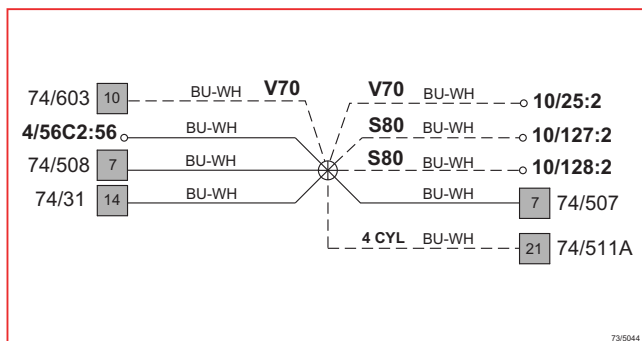 74/603 10 BU-WH V70 V70 BU-WH 10/25:2
4/56C2:56 BU-WH S80 BU-WH 10/127:2
74/508 7 BU-WH S80 BU-WH 10/128:2
74/31 14 BU-WH BU-WH 7 74/507
4 CYL BU-WH 21 74/511A
73/5044